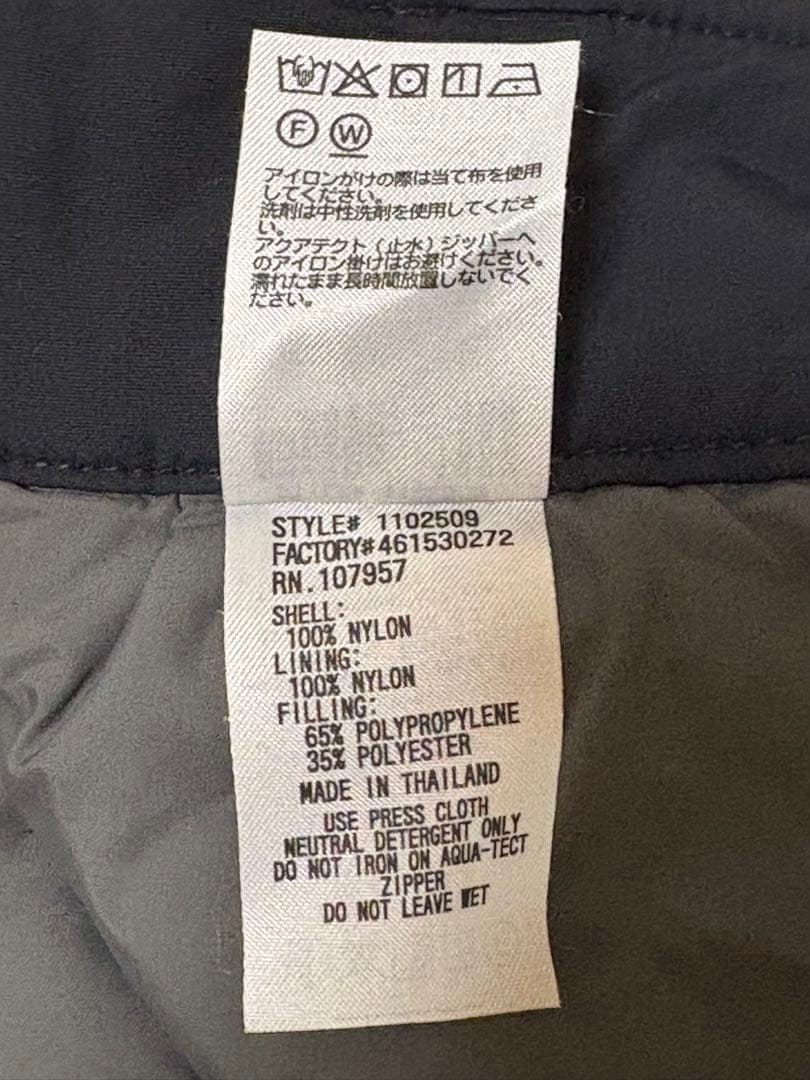 F W
アイロンがけの際は当て布を使用
してください。
洗剤は中性洗剤を使用してくださ
い。
アクアテクト(止水)ジッパーへ
のアイロン掛けはお避けください。
濡れたまま長時間放置しないでく
ださい。
STYLE# 1102509
FACTORY#461530272
RN.107957
SHELL:
100% NYLON
LINING:
100% NYLON
FILLING:
65% POLYPROPYLENE
35% POLYESTER
MADE IN THAILAND
USE PRESS CLOTH
NEUTRAL DETERGENT ONLY
DO NOT IRON ON AQUA-TECT
ZIPPER
DO NOT LEAVE WET